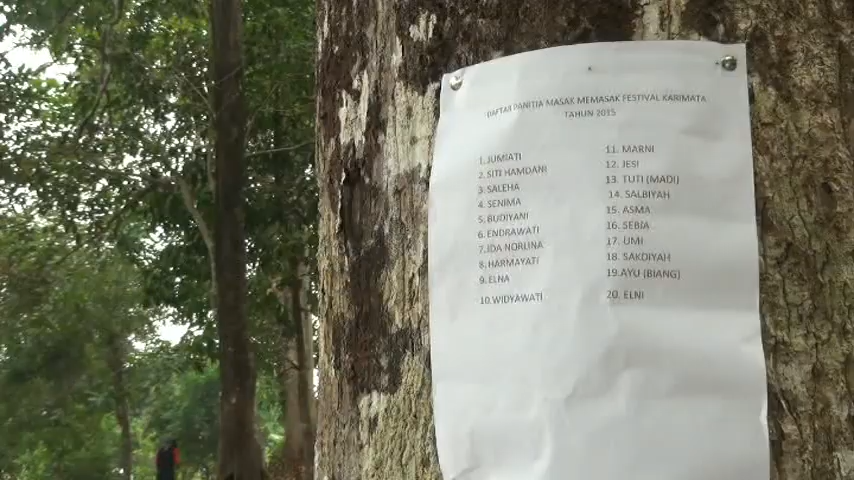 DAFTAR PANITIA MASAK MEMASAK FESTIVAL KARIMATA
TAHUN 2015
1. JUMIATI
2. SITI HAMDANI
3. SALEHA
4. SENIMA
5. BUDIYANI
6. ENDRAWATI
7. IDA NORLINA
8. HARMAYATI
9. ELNA
10. WIDYAWATI
11. MARNI
12. JESI
13. TUTI (MADI)
14. SALBIYAH
15. ASMA
16. SEBIA
17. UMI
18. SAKDIYAH
19. AYU (BIANG)
20. ELNI